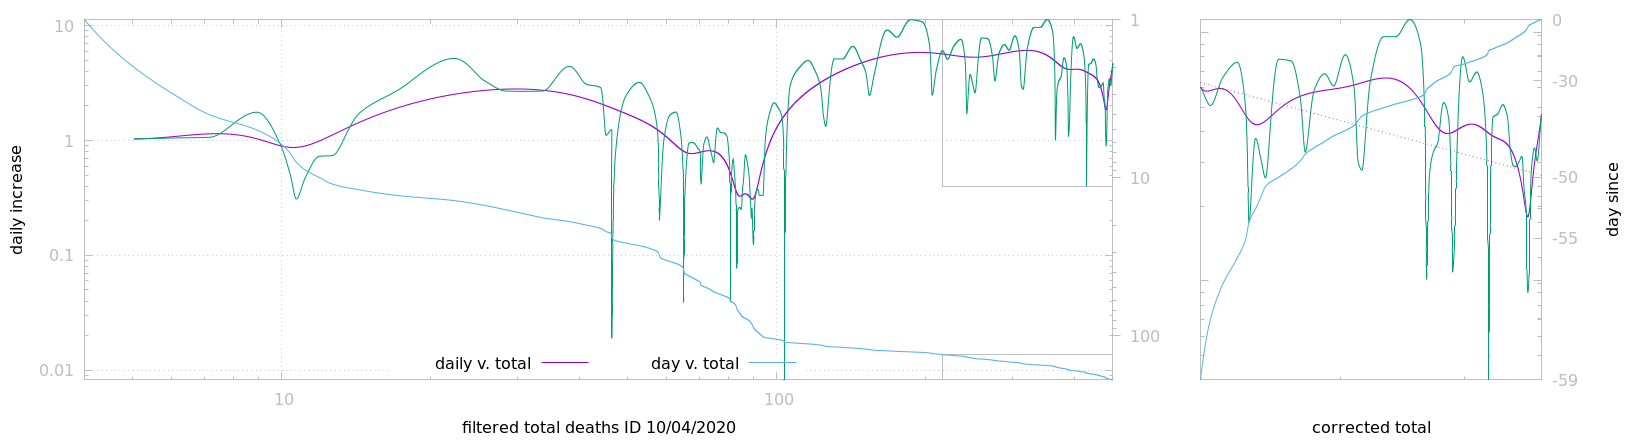 10
1
0.1
0.01
daily increase
10
100
filtered total deaths ID 10/04/2020
daily v. total
day v. total
1
10
100
0
-30
-50
-55
-59
day since
corrected total